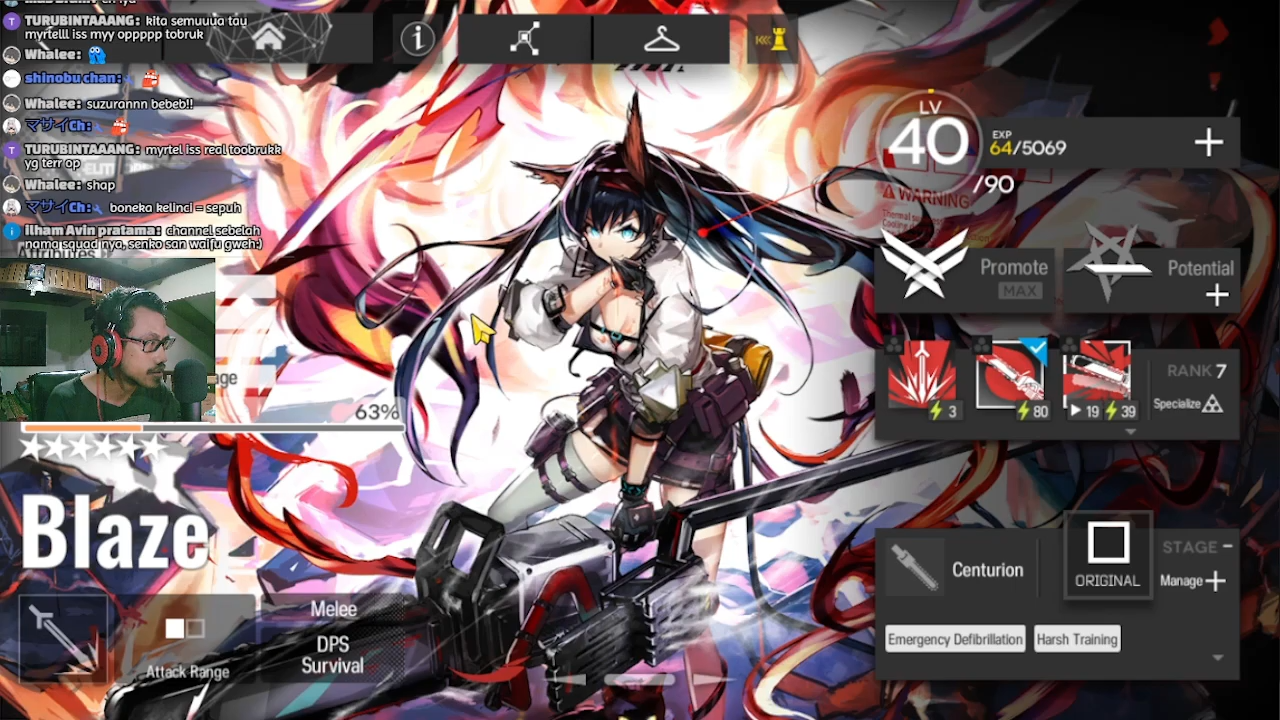 TURUBINTAAANG: kita semuuua tau
myrtelll iss myy oppppp tobruk
Whalee:
shinobu chan:
Whalee: suzurannn bebeb!!
マサイCh:
TURUBINTAAANG: myrtel iss real toobrukk
yg terr op
Whalee: shap
マサイCh: boneka kelinci = sepuh
ilham Avin pratama: channel sebelah
nama squad nya, senko san waifu gweh:)
Attributes
63%
Blaze
Attack Range
Melee
DPS
Survival
LV
40
/90
EXP
64/5069
WARNING
Promote
MAX
Potential
3
80
19
39
RANK 7
Specialize
Centurion
ORIGINAL
STAGE -
Manage
Emergency Defibrillation
Harsh Training